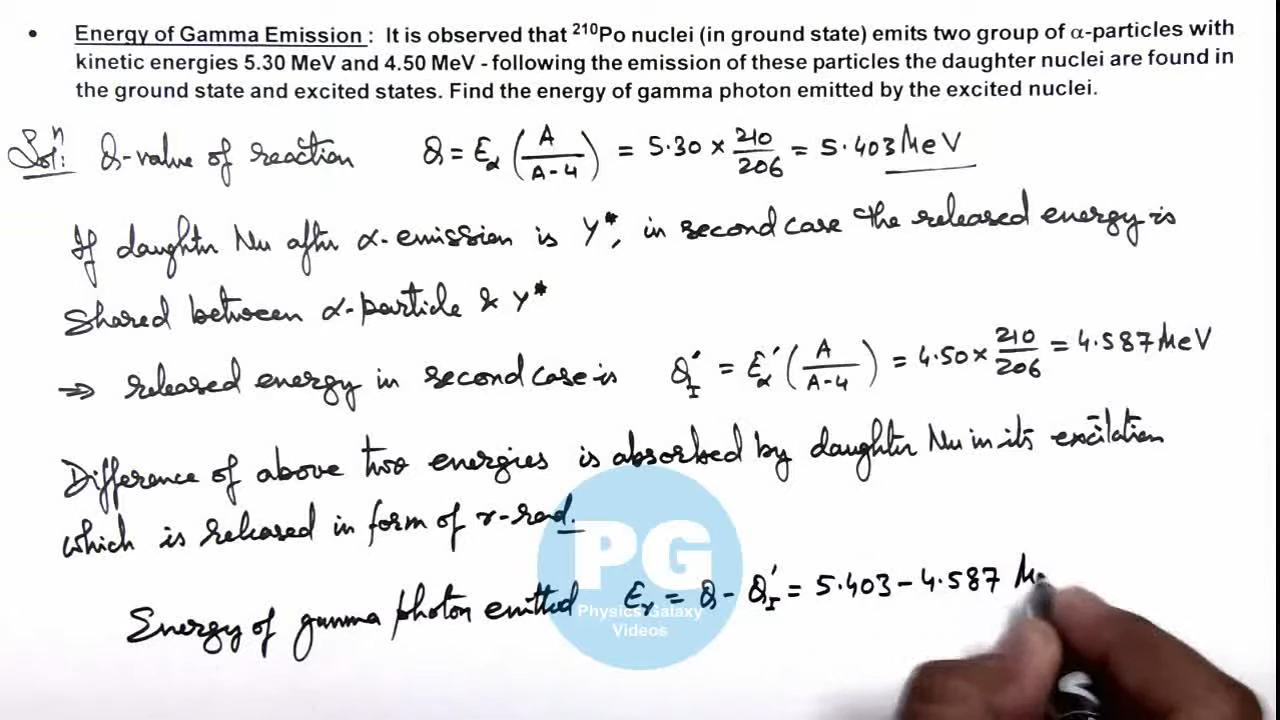 • Energy of Gamma Emission : It is observed that ²¹⁰Po nuclei (in ground state) emits two group of α-particles with
kinetic energies 5.30 MeV and 4.50 MeV - following the emission of these particles the daughter nuclei are found in
the ground state and excited states. Find the energy of gamma photon emitted by the excited nuclei.
Solⁿ: Q-value of reaction Q = Eα (A/(A-4)) = 5.30 × 210/206 = 5.403 MeV
If daughter Nu after α-emission is Y*, in second case the released energy is
Shared between α-particle & Y*
⇒ released energy in second case is Q'I = E'α (A/(A-4)) = 4.50 × 210/206 = 4.587 MeV
Difference of above two energies is absorbed by daughter Nu in its excitation
which is released in form of γ-rad.
Energy of gamma photon emitted Eγ = Q - Q'I = 5.403 - 4.587
PG
Physics Galaxy
Videos